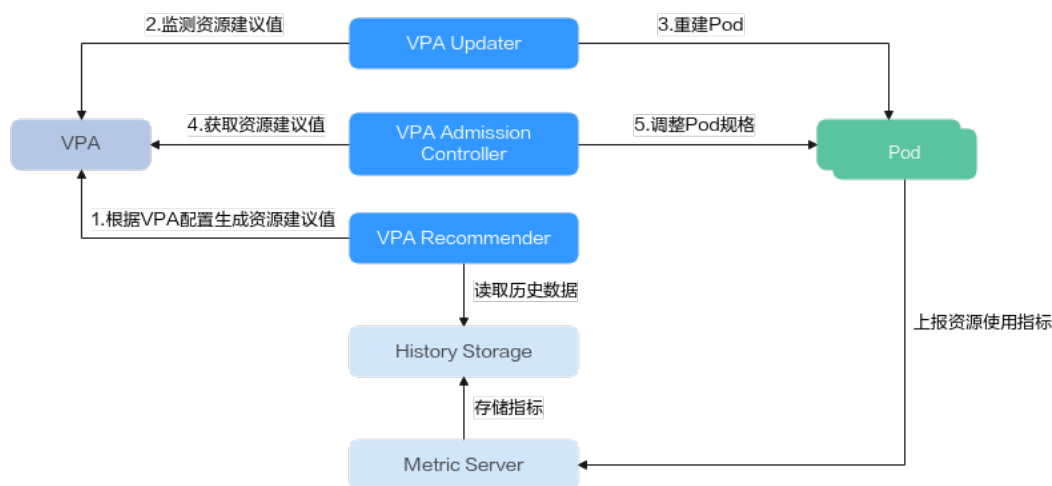 2.监测资源建议值
VPA Updater
3.重建Pod
VPA
4.获取资源建议值
VPA Admission
Controller
5.调整Pod规格
Pod
1.根据VPA配置生成资源建议值
VPA Recommender
读取历史数据
上报资源使用指标
History Storage
存储指标
Metric Server